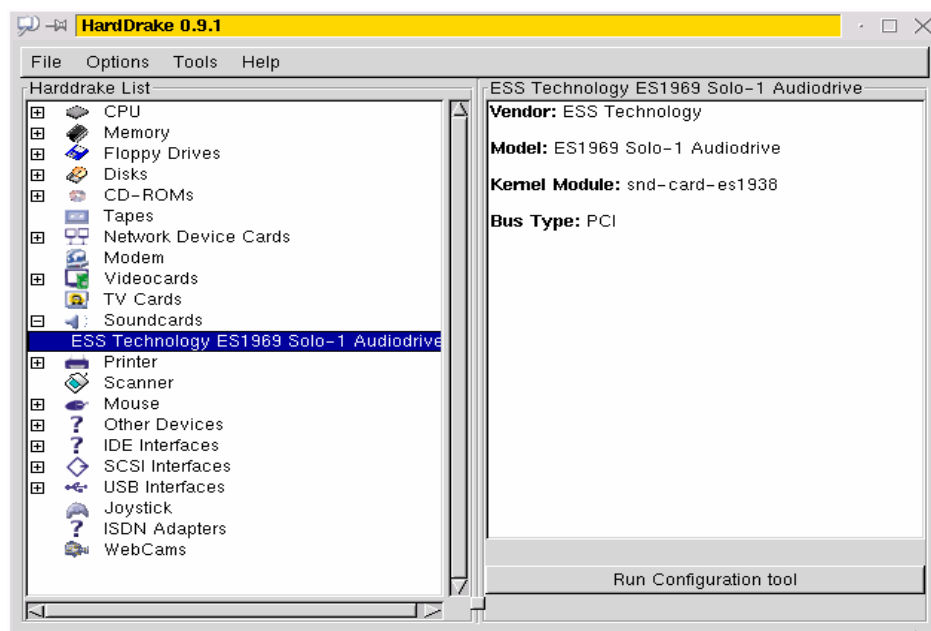 HardDrake 0.9.1
File Options Tools Help
Harddrake List
CPU
Memory
Floppy Drives
Disks
CD-ROMs
Tapes
Network Device Cards
Modem
Videocards
TV Cards
Soundcards
ESS Technology ES1969 Solo-1 Audiodrive
Printer
Scanner
Mouse
? Other Devices
? IDE Interfaces
SCSI Interfaces
USB Interfaces
Joystick
? ISDN Adapters
WebCams
ESS Technology ES1969 Solo-1 Audiodrive
Vendor: ESS Technology
Model: ES1969 Solo-1 Audiodrive
Kernel Module: snd-card-es1938
Bus Type: PCI
Run Configuration tool